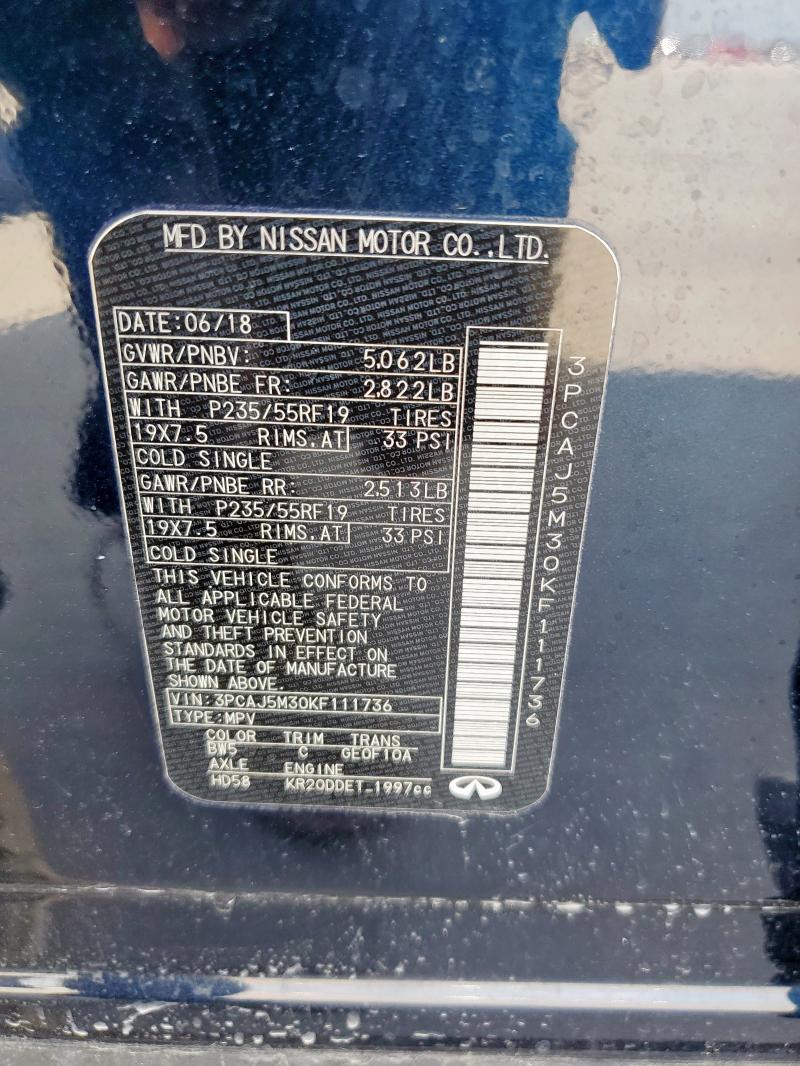 MFD BY NISSAN MOTOR CO.,LTD.
DATE:06/18
GVWR/PNBV: 5,062LB
GAWR/PNBE FR: 2,822LB
WITH P235/55RF19 TIRES
19X7.5 RIMS.AT 33 PSI
COLD SINGLE
GAWR/PNBE RR: 2,513LB
WITH P235/55RF19 TIRES
19X7.5 RIMS.AT 33 PSI
COLD SINGLE
THIS VEHICLE CONFORMS TO
ALL APPLICABLE FEDERAL
MOTOR VEHICLE SAFETY
AND THEFT PREVENTION
STANDARDS IN EFFECT ON
THE DATE OF MANUFACTURE
SHOWN ABOVE.
VIN:3PCAJ5M30KF111736
TYPE:MPV
COLOR TRIM TRANS
BW5 C GE0F10A
AXLE ENGINE
HD58 KR20DDET-1997cc
3PCAJ5M30KF111736